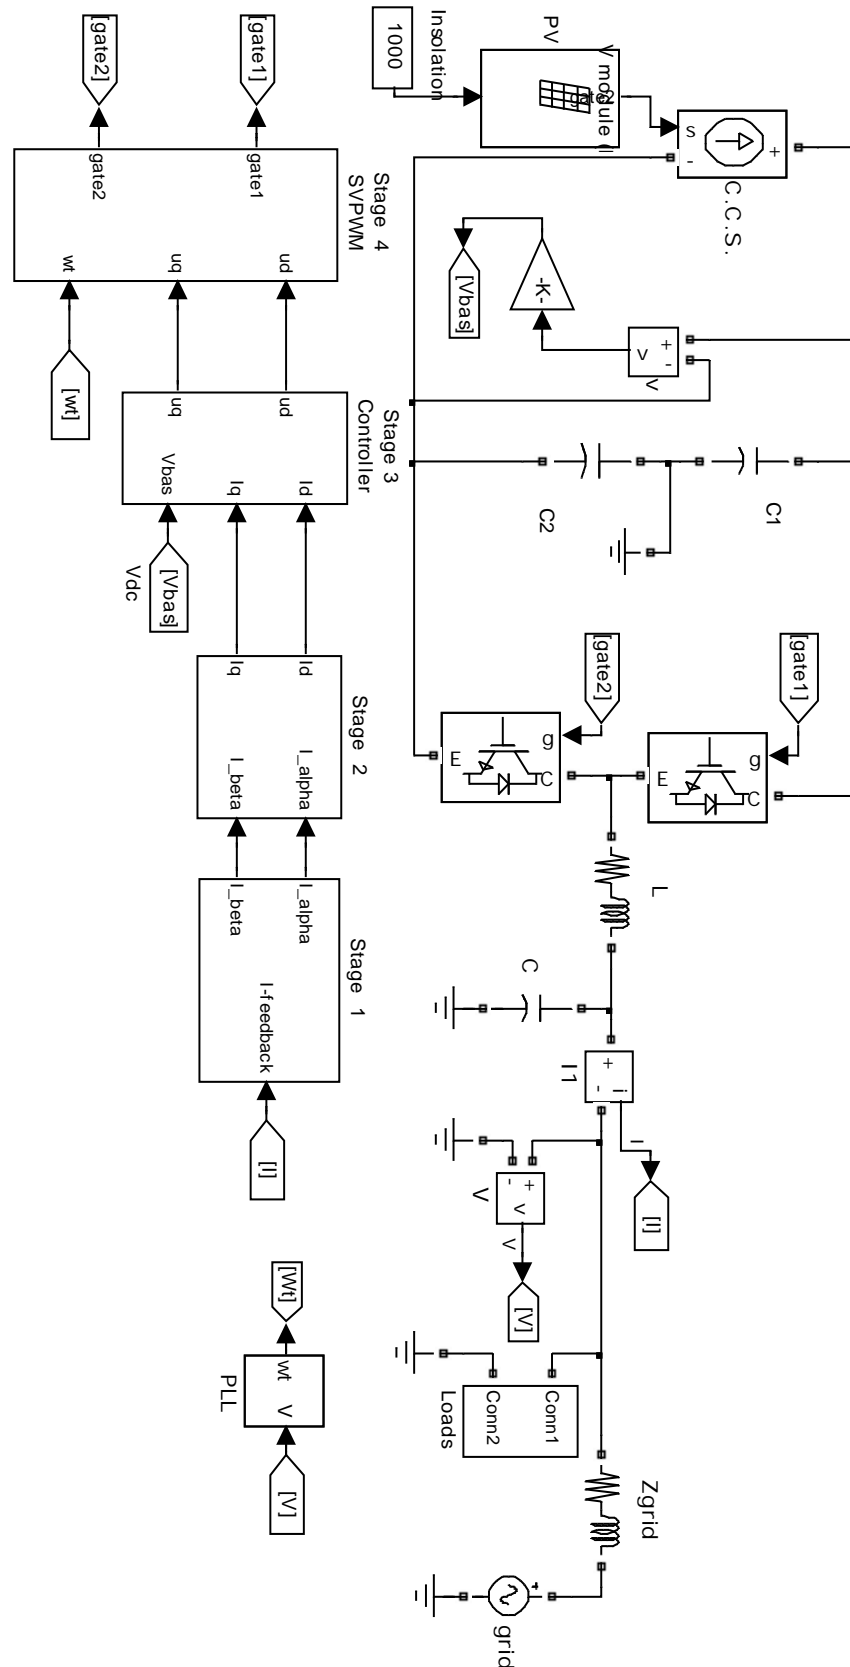 Insolation
1000
PV
V module (I
gate2
s
+
-
C.C.S.
-K-
[Vbas]
v
+
-
V
C1
C2
[gate1]
g
C
E
[gate2]
g
C
E
L
C
I1
+
-
i
I
[I]
+
-
v
V
V
[V]
Conn1
Conn2
Loads
Zgrid
grid
[gate2]
[gate1]
gate2
gate1
Stage 4
SVPWM
wt
uq
ud
[wt]
uq
ud
Stage 3
Controller
Vbas
Iq
Id
[Vbas]
Vdc
Iq
Id
Stage 2
I_beta
I_alpha
I_beta
I_alpha
Stage 1
I-feedback
[I]
[Wt]
wt
V
PLL
[V]